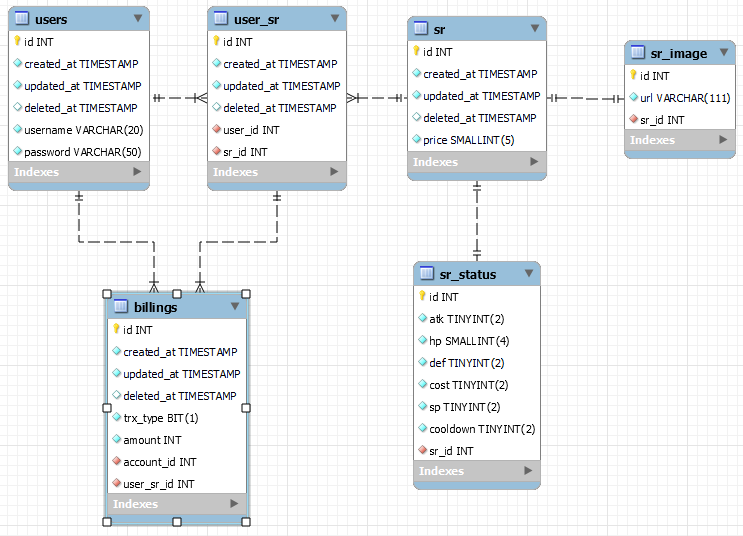 users
id INT
created_at TIMESTAMP
updated_at TIMESTAMP
deleted_at TIMESTAMP
username VARCHAR(20)
password VARCHAR(50)
Indexes
user_sr
id INT
created_at TIMESTAMP
updated_at TIMESTAMP
deleted_at TIMESTAMP
user_id INT
sr_id INT
Indexes
sr
id INT
created_at TIMESTAMP
updated_at TIMESTAMP
deleted_at TIMESTAMP
price SMALLINT(5)
Indexes
sr_image
id INT
url VARCHAR(111)
sr_id INT
Indexes
billings
id INT
created_at TIMESTAMP
updated_at TIMESTAMP
deleted_at TIMESTAMP
trx_type BIT(1)
amount INT
account_id INT
user_sr_id INT
Indexes
sr_status
id INT
atk TINYINT(2)
hp SMALLINT(4)
def TINYINT(2)
cost TINYINT(2)
sp TINYINT(2)
cooldown TINYINT(2)
sr_id INT
Indexes